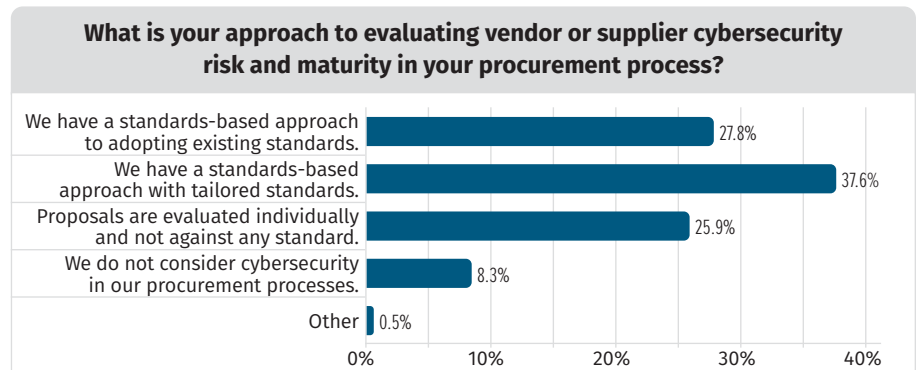 What is your approach to evaluating vendor or supplier cybersecurity
risk and maturity in your procurement process?
We have a standards-based approach
to adopting existing standards.
27.8%
We have a standards-based
approach with tailored standards.
37.6%
Proposals are evaluated individually
and not against any standard.
25.9%
We do not consider cybersecurity
in our procurement processes.
8.3%
Other
0.5%
0%
10%
20%
30%
40%